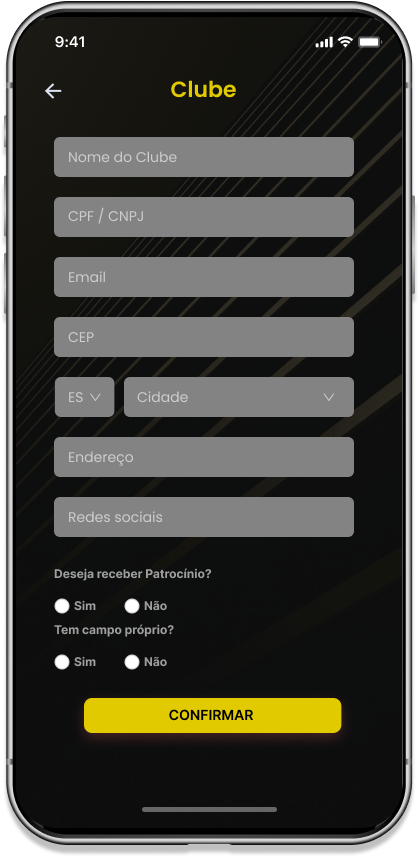 9:41
Clube
Nome do Clube
CPF / CNPJ
Email
CEP
ES Cidade
Endereço
Redes sociais
Deseja receber Patrocínio?
Sim Não
Tem campo próprio?
Sim Não
CONFIRMAR